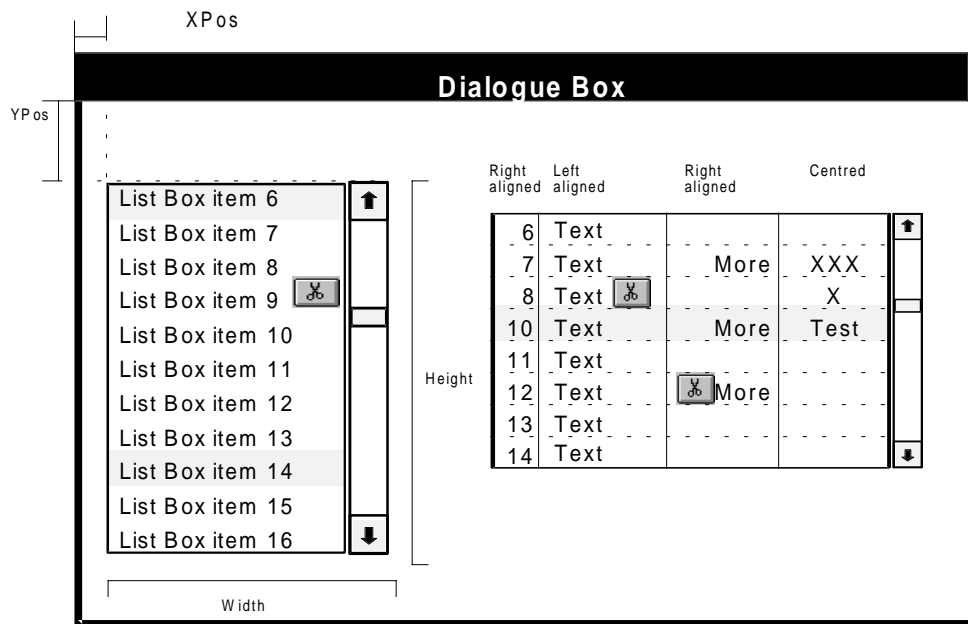 XPos
Dialogue Box
YPos
List Box item 6
List Box item 7
List Box item 8
List Box item 9
List Box item 10
List Box item 11
List Box item 12
List Box item 13
List Box item 14
List Box item 15
List Box item 16
Height
Width
Right aligned Left aligned Right aligned Centred
6 Text
7 Text More XXX
8 Text X
10 Text More Test
11 Text
12 Text More
13 Text
14 Text